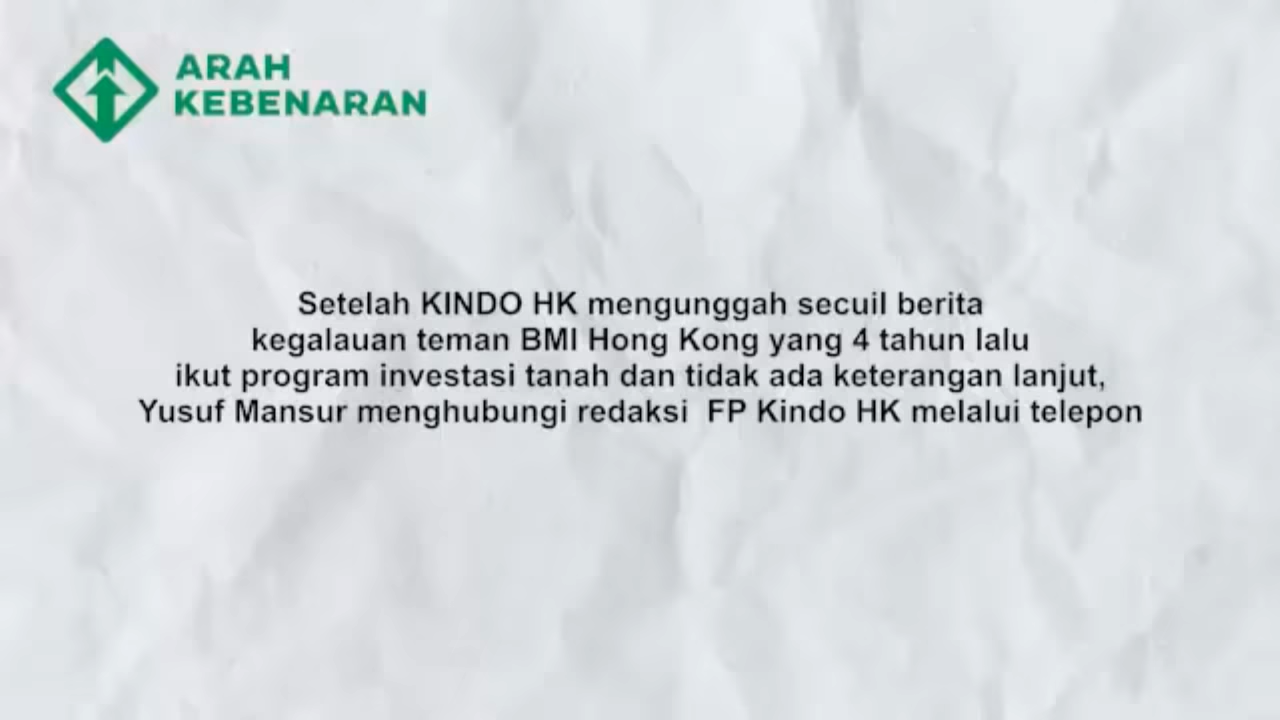 ARAH
KEBENARAN
Setelah KINDO HK mengunggah secuil berita
kegalauan teman BMI Hong Kong yang 4 tahun lalu
ikut program investasi tanah dan tidak ada keterangan lanjut,
Yusuf Mansur menghubungi redaksi  FP Kindo HK melalui telepon